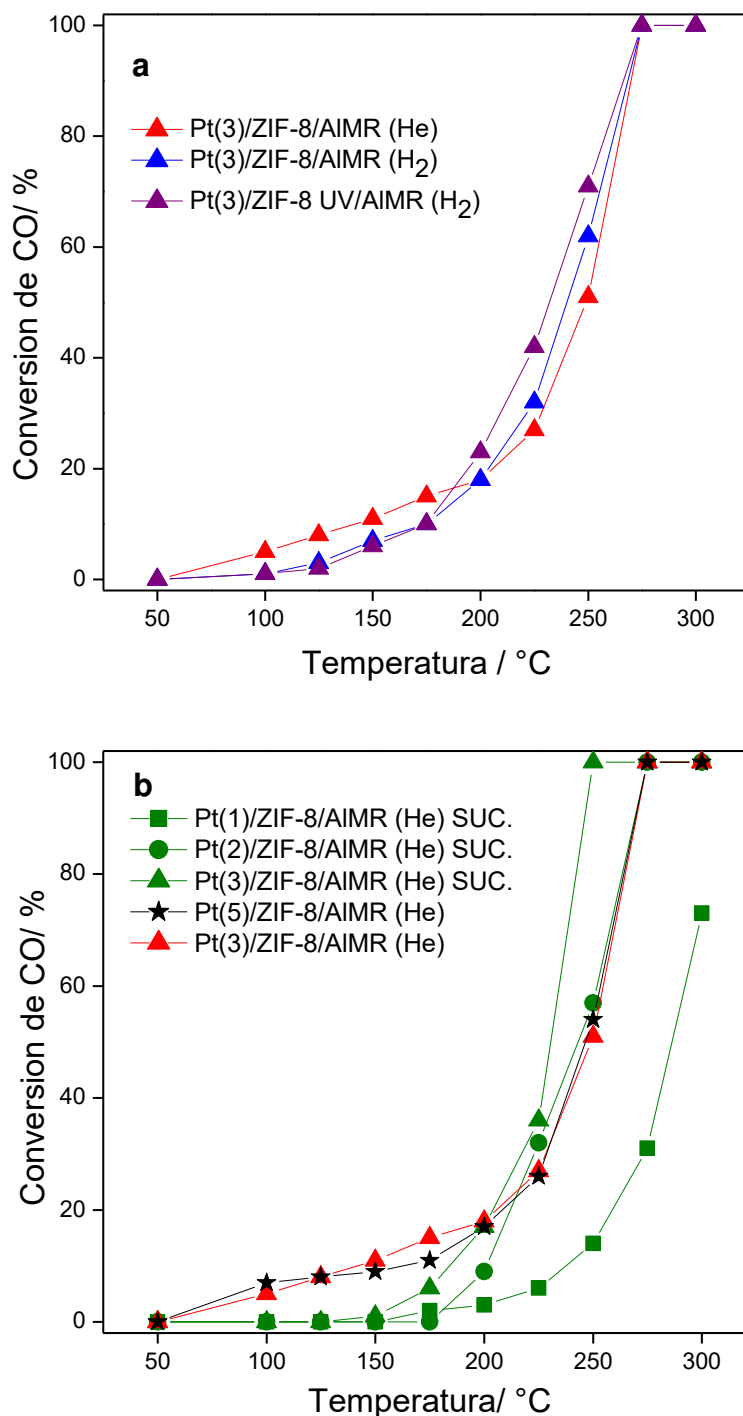 100
80
60
40
20
0
Conversion de CO/ %
a
Pt(3)/ZIF-8/AlMR (He)
Pt(3)/ZIF-8/AlMR (H2)
Pt(3)/ZIF-8 UV/AlMR (H2)
50 100 150 200 250 300
Temperatura / °C
100
80
60
40
20
0
Conversion de CO/ %
b
Pt(1)/ZIF-8/AlMR (He) SUC.
Pt(2)/ZIF-8/AlMR (He) SUC.
Pt(3)/ZIF-8/AlMR (He) SUC.
Pt(5)/ZIF-8/AlMR (He)
Pt(3)/ZIF-8/AlMR (He)
50 100 150 200 250 300
Temperatura/ °C